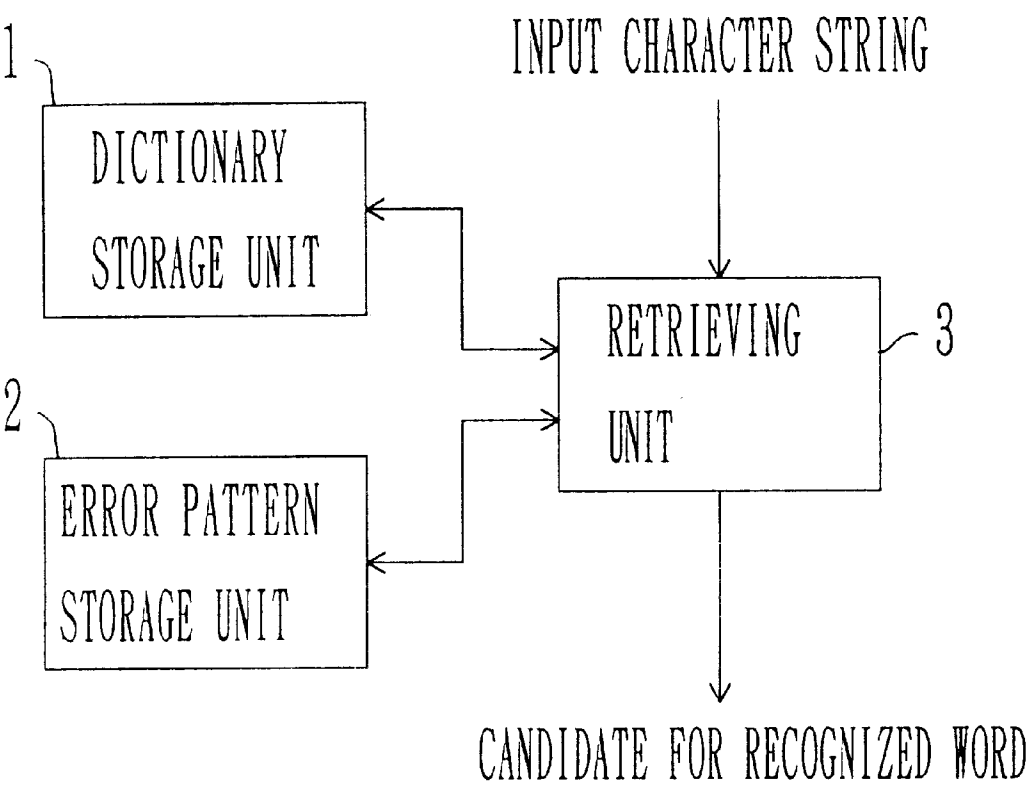 INPUT CHARACTER STRING
1
DICTIONARY
STORAGE UNIT
RETRIEVING
UNIT
3
2
ERROR PATTERN
STORAGE UNIT
CANDIDATE FOR RECOGNIZED WORD